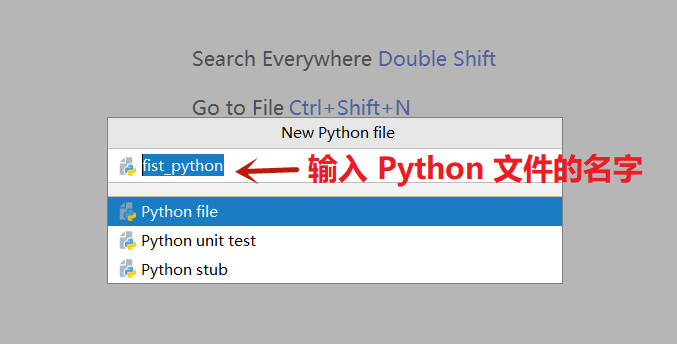 Search Everywhere Double Shift
Go to File Ctrl+Shift+N
New Python file
fist_python
输入 Python 文件的名字
Python file
Python unit test
Python stub